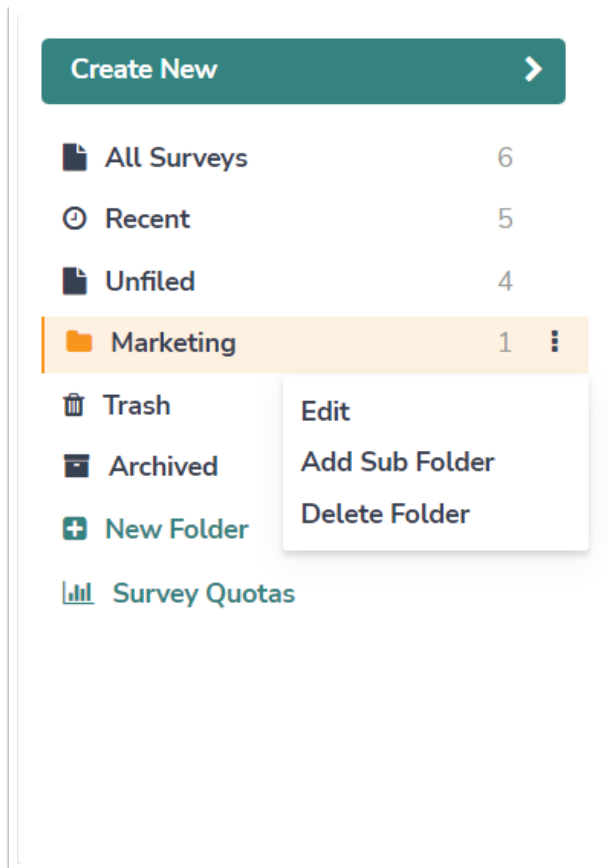 Create New
All Surveys 6
Recent 5
Unfiled 4
Marketing 1
Trash
Edit
Archived
Add Sub Folder
Delete Folder
New Folder
Survey Quotas